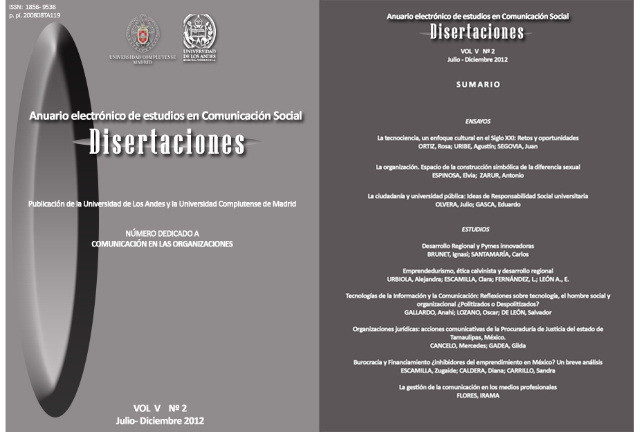 ISSN: 1856- 9536
p. pl. 200808TA119
UNIVERSIDAD COMPLUTENSE
MADRID
UNIVERSIDAD
DE LOS ANDES
Anuario electrónico de estudios en Comunicación Social
Disertaciones
Publicación de la Universidad de Los Andes y la Universidad Complutense de Madrid
NÚMERO DEDICADO A
COMUNICACIÓN EN LAS ORGANIZACIONES
VOL V Nº 2
Julio- Diciembre 2012
Anuario electrónico de estudios en Comunicación Social
Disertaciones
VOL V Nº 2
Julio - Diciembre 2012
SUMARIO
ENSAYOS
La tecnociencia, un enfoque cultural en el Siglo XXI: Retos y oportunidades
ORTIZ, Rosa; URIBE, Agustín; SEGOVIA, Juan
La organización. Espacio de la construcción simbólica de la diferencia sexual
ESPINOSA, Elvia; ZARUR, Antonio
La ciudadanía y universidad pública: Ideas de Responsabilidad Social universitaria
OLVERA, Julio; GASCA, Eduardo
ESTUDIOS
Desarrollo Regional y Pymes innovadoras
BRUNET, Ignasi; SANTAMARÍA, Carlos
Emprendedurismo, ética calvinista y desarrollo regional
URBIOLA, Alejandra; ESCAMILLA, Clara; FERNÁNDEZ, L.; LEÓN A., E.
Tecnologías de la Información y la Comunicación: Reflexiones sobre tecnología, el hombre social y
organizacional ¿Politizados o Despolitizados?
GALLARDO, Anahí; LOZANO, Oscar; DE LEÓN, Salvador
Organizaciones jurídicas: acciones comunicativas de la Procuraduría de Justicia del estado de
Tamaulipas, México.
CANCELO, Mercedes; GADEA, Gilda
Burocracia y Financiamiento ¿inhibidores del emprendimiento en México? Un breve análisis
ESCAMILLA, Zugaide; CALDERA, Diana; CARRILLO, Sandra
La gestión de la comunicación en los medios profesionales
FLORES, IRAMA